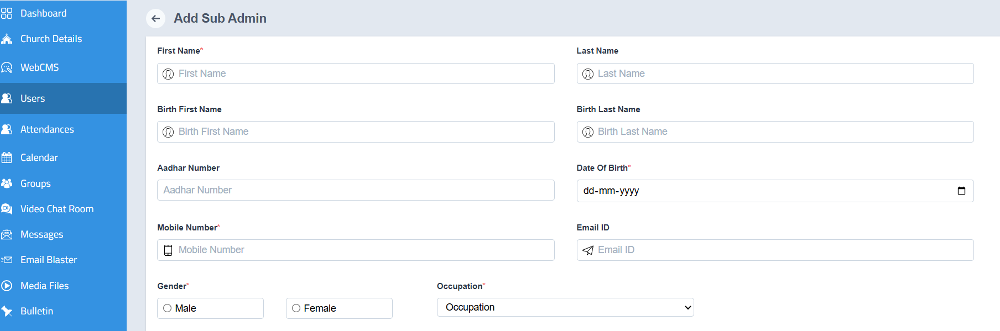 Dashboard
Church Details
WebCMS
Users
Attendances
Calendar
Groups
Video Chat Room
Messages
Email Blaster
Media Files
Bulletin
Add Sub Admin
First Name*
Last Name
First Name
Last Name
Birth First Name
Birth Last Name
Birth First Name
Birth Last Name
Aadhar Number
Date Of Birth*
Aadhar Number
dd-mm-yyyy
Mobile Number*
Email ID
Mobile Number
Email ID
Gender*
Occupation*
Male
Female
Occupation